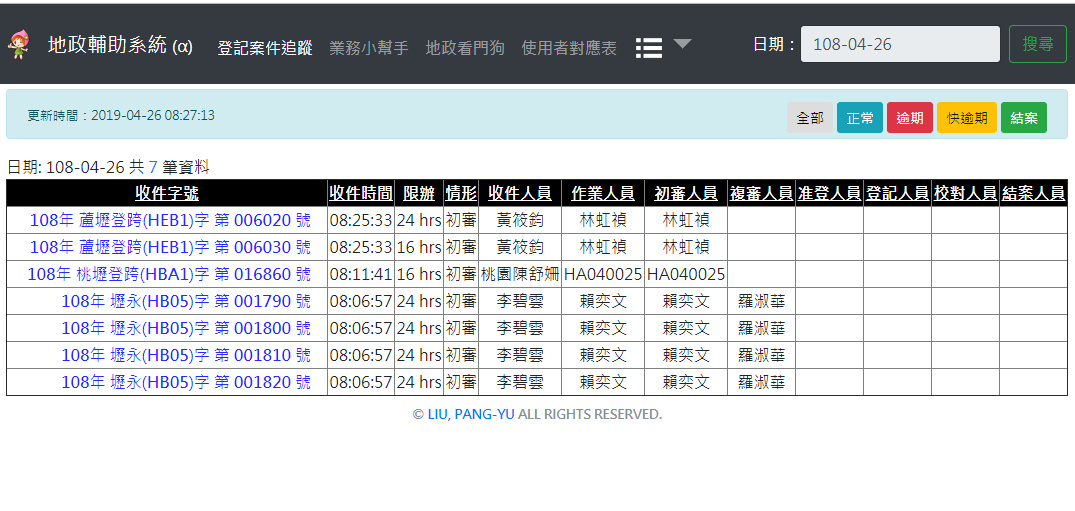 地政輔助系統 (α) 登記案件追蹤 業務小幫手 地政看門狗 使用者對應表 日期： 108-04-26 搜尋
更新時間：2019-04-26 08:27:13 全部 正常 逾期 快逾期 結案
日期: 108-04-26 共 7 筆資料
收件字號 收件時間 限辦 情形 收件人員 作業人員 初審人員 複審人員 准登人員 登記人員 校對人員 結案人員
108年 蘆壢登跨(HEB1)字 第 006020 號 08:25:33 24 hrs 初審 黃筱鈞 林虹禎 林虹禎
108年 蘆壢登跨(HEB1)字 第 006030 號 08:25:33 16 hrs 初審 黃筱鈞 林虹禎 林虹禎
108年 桃壢登跨(HBA1)字 第 016860 號 08:11:41 16 hrs 初審 桃園陳舒姍 HA040025 HA040025
108年 壢永(HB05)字 第 001790 號 08:06:57 24 hrs 初審 李碧雲 賴奕文 賴奕文 羅淑華
108年 壢永(HB05)字 第 001800 號 08:06:57 24 hrs 初審 李碧雲 賴奕文 賴奕文 羅淑華
108年 壢永(HB05)字 第 001810 號 08:06:57 24 hrs 初審 李碧雲 賴奕文 賴奕文 羅淑華
108年 壢永(HB05)字 第 001820 號 08:06:57 24 hrs 初審 李碧雲 賴奕文 賴奕文 羅淑華
© LIU, PANG-YU ALL RIGHTS RESERVED.